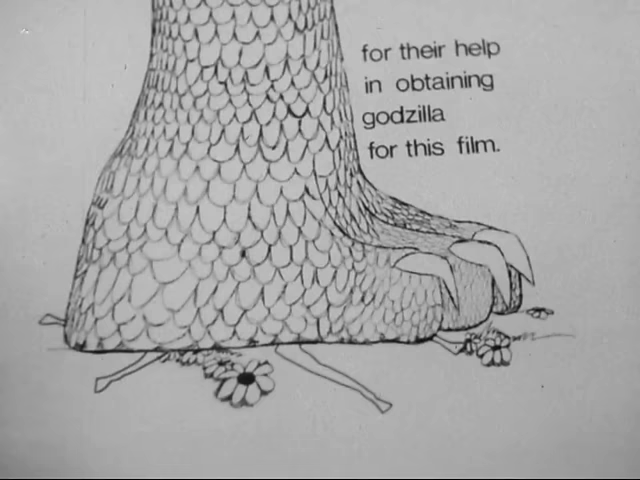 for their help
in obtaining
godzilla
for this film.